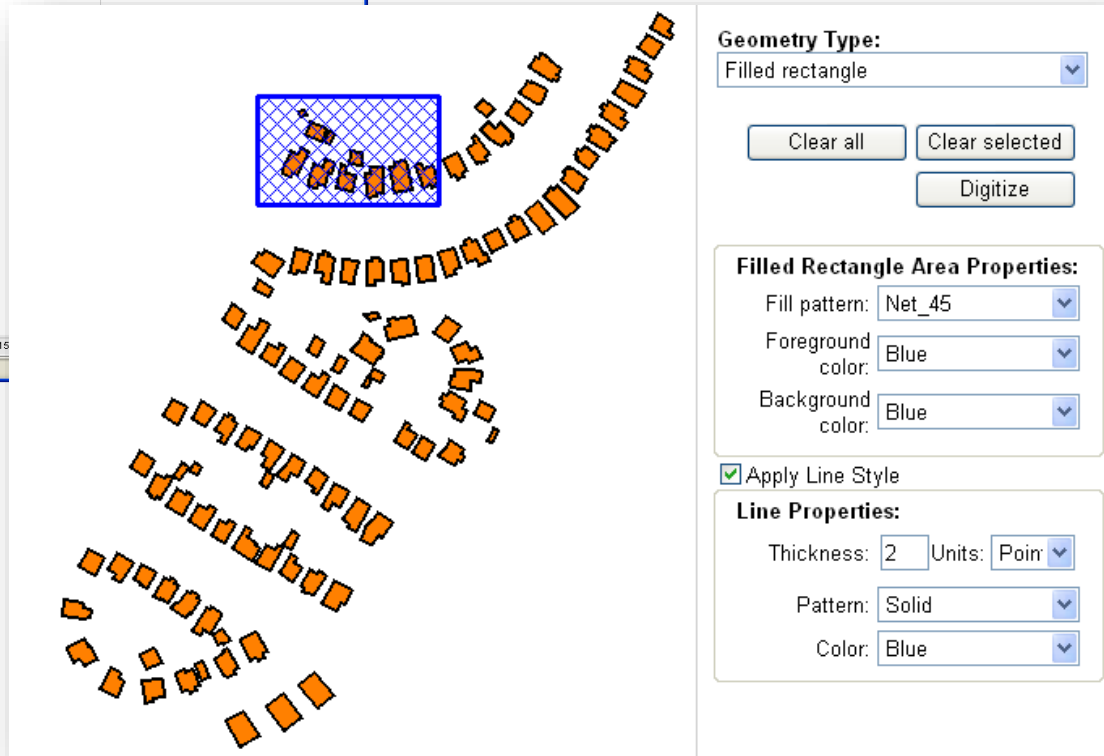 Geometry Type:
Filled rectangle
Clear all
Clear selected
Digitize
Filled Rectangle Area Properties:
Fill pattern: Net_45
Foreground color: Blue
Background color: Blue
Apply Line Style
Line Properties:
Thickness: 2 Units: Poin
Pattern: Solid
Color: Blue